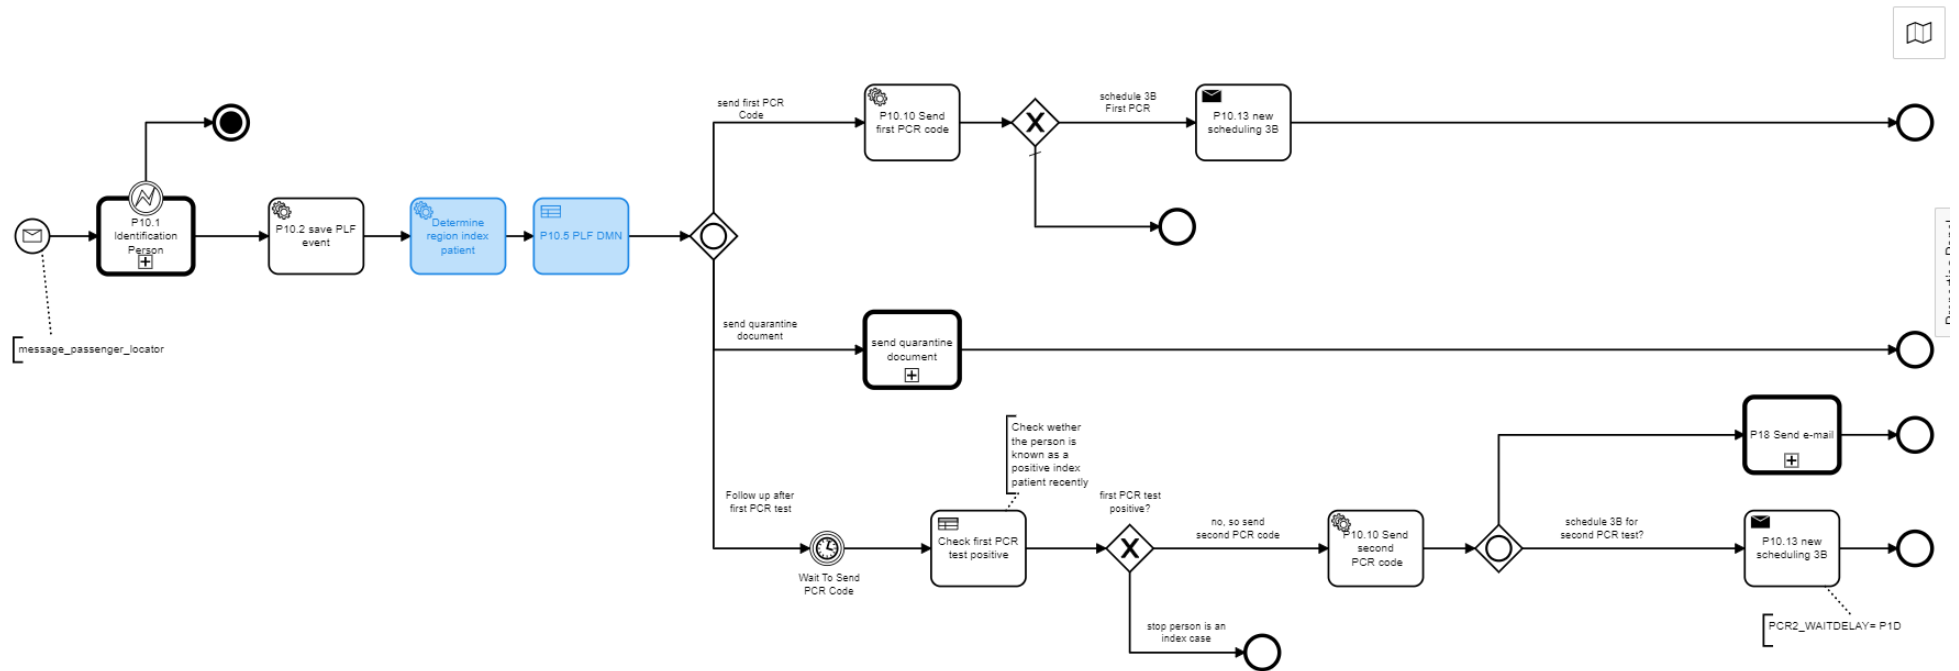 send first PCR
Code
P10.10 Send
first PCR code
schedule 3B
First PCR
P10.13 new
scheduling 3B
P10.1
Identification
Person
P10.2 save PLF
event
Determine
region index
patient
P10.5 PLF DMN
message_passenger_locator
send quarantine
document
send quarantine
document
Check wether
the person is
known as a
positive index
patient recently
P18 Send e-mail
Follow up after
first PCR test
Wait To Send
PCR Code
Check first PCR
test positive
first PCR test
positive?
no, so send
second PCR code
P10.10 Send
second
PCR code
schedule 3B for
second PCR test?
P10.13 new
scheduling 3B
stop person is an
index case
PCR2_WAITDELAY= P1D